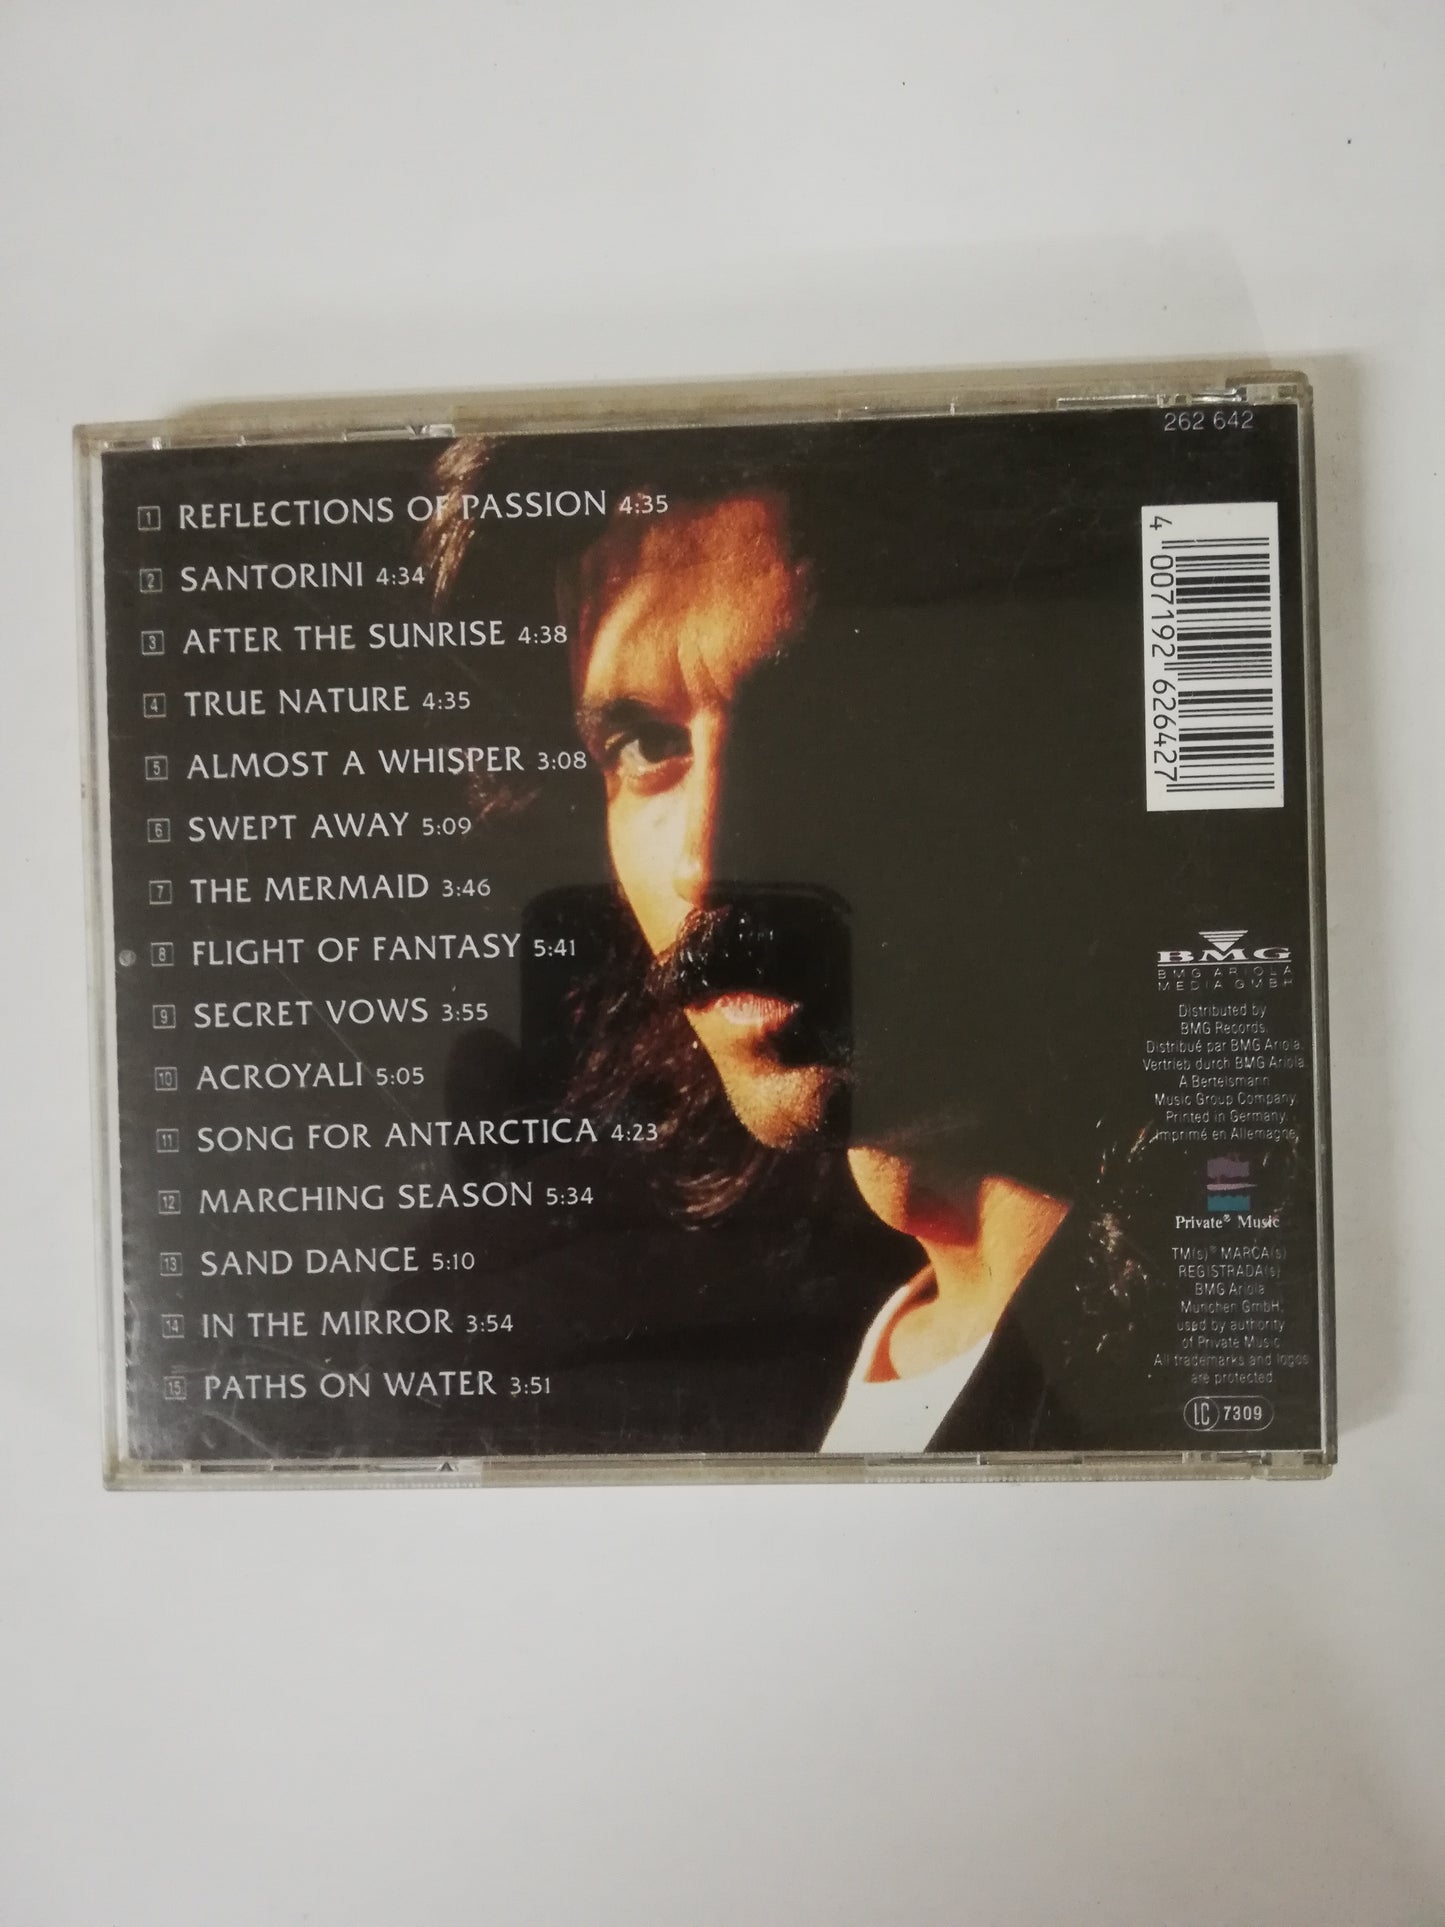 262 642
1 REFLECTIONS OF PASSION 4:35
2 SANTORINI 4:34
3 AFTER THE SUNRISE 4:38
4 TRUE NATURE 4:35
5 ALMOST A WHISPER 3:08
6 SWEPT AWAY 5:09
7 THE MERMAID 3:46
8 FLIGHT OF FANTASY 5:41
9 SECRET VOWS 3:55
10 ACROYALI 5:05
11 SONG FOR ANTARCTICA 4:23
12 MARCHING SEASON 5:34
13 SAND DANCE 5:10
14 IN THE MIRROR 3:54
15 PATHS ON WATER 3:51
4 007192 626427
BMG
BMG ARIOLA
MEDIA GMBH
Distributed by
BMG Records.
Distribué par BMG Ariola.
Vertrieb durch BMG Ariola.
A Bertelsmann
Music Group Company.
Printed in Germany.
Imprimé en Allemagne.
Private® Music
TM(s)® MARCA(s)
REGISTRADA(s)
BMG Ariola
München GmbH,
used by authority
of Private Music.
All trademarks and logos
are protected.
LC 7309